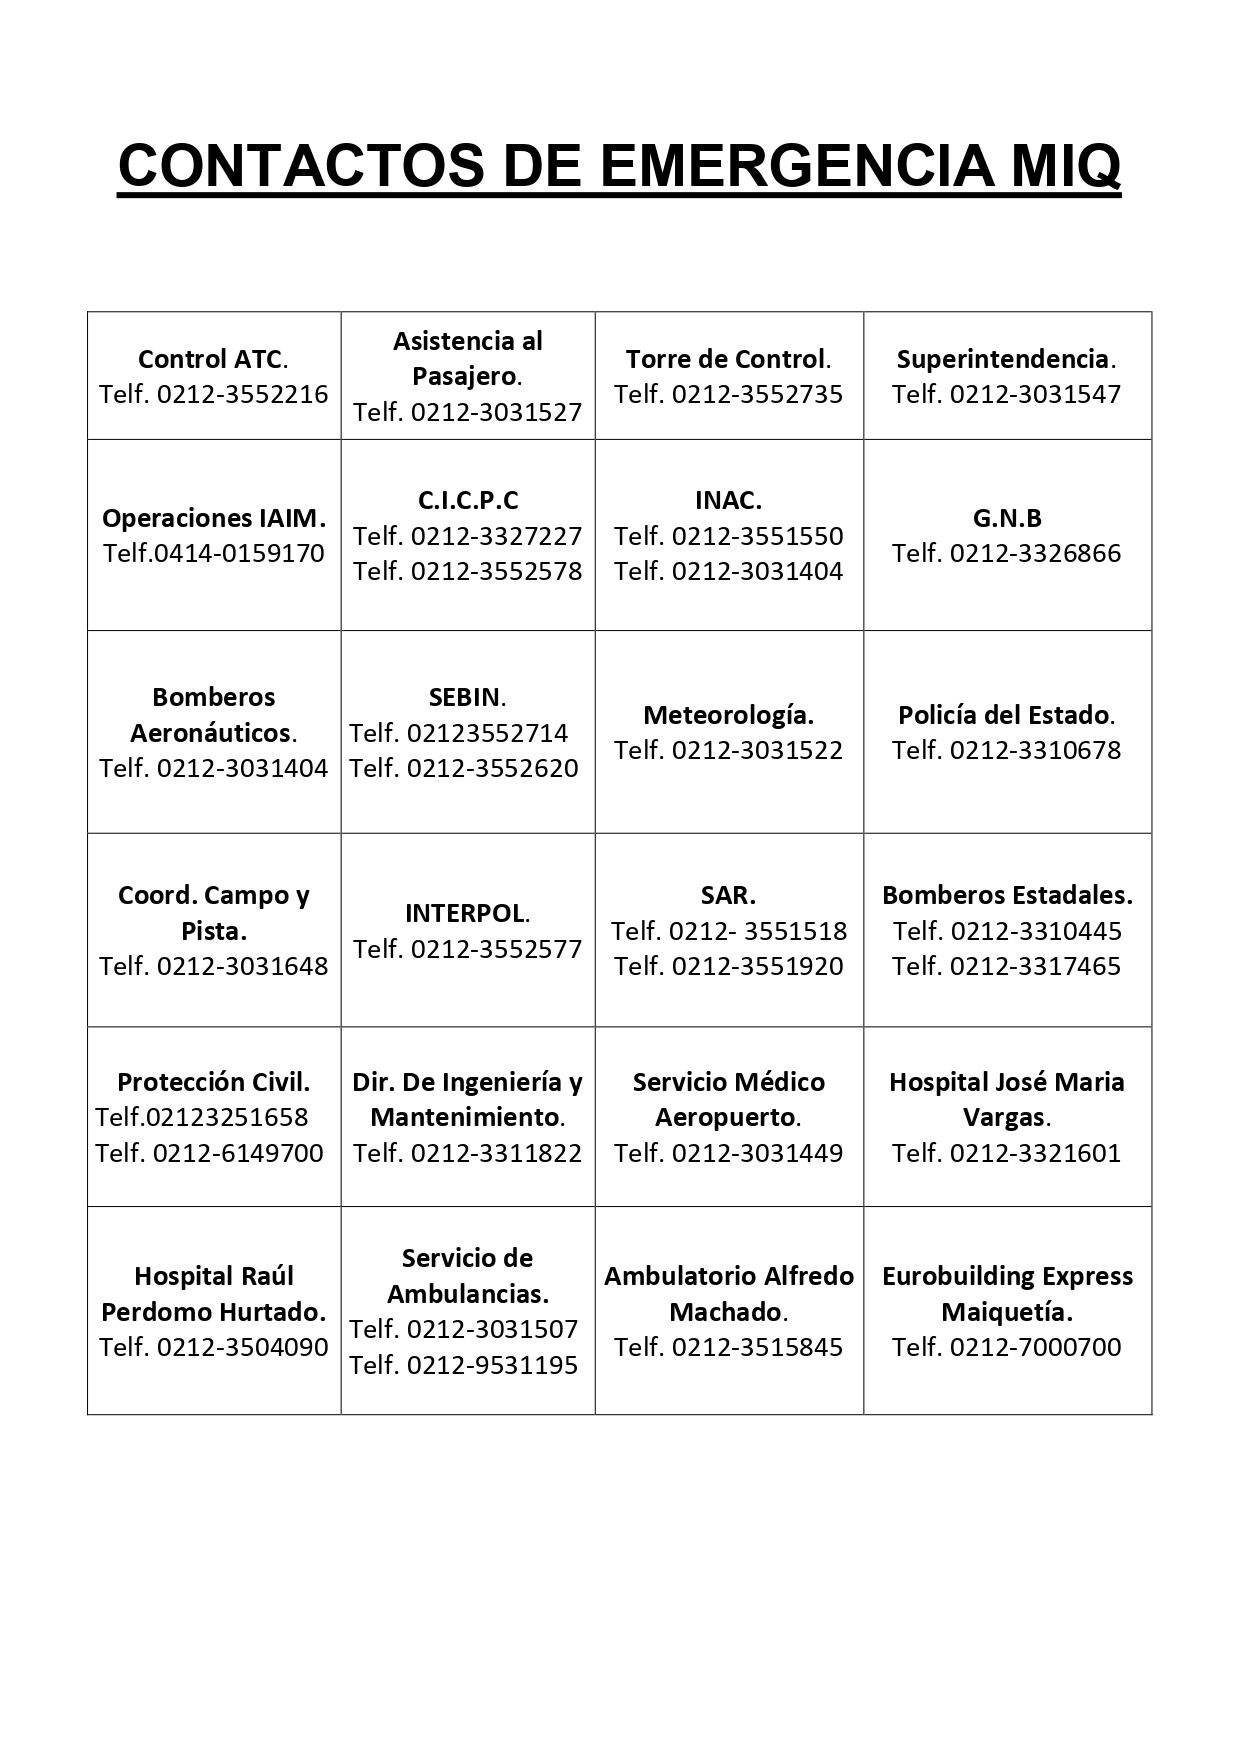 CONTACTOS DE EMERGENCIA MIQ
Control ATC.
Telf. 0212-3552216
Asistencia al
Pasajero.
Telf. 0212-3031527
Torre de Control.
Telf. 0212-3552735
Superintendencia.
Telf. 0212-3031547
Operaciones IAIM.
Telf.0414-0159170
C.I.C.P.C
Telf. 0212-3327227
Telf. 0212-3552578
INAC.
Telf. 0212-3551550
Telf. 0212-3031404
G.N.B
Telf. 0212-3326866
Bomberos
Aeronáuticos.
Telf. 0212-3031404
SEBIN.
Telf. 02123552714
Telf. 0212-3552620
Meteorología.
Telf. 0212-3031522
Policía del Estado.
Telf. 0212-3310678
Coord. Campo y
Pista.
Telf. 0212-3031648
INTERPOL.
Telf. 0212-3552577
SAR.
Telf. 0212- 3551518
Telf. 0212-3551920
Bomberos Estadales.
Telf. 0212-3310445
Telf. 0212-3317465
Protección Civil.
Telf.02123251658
Telf. 0212-6149700
Dir. De Ingeniería y
Mantenimiento.
Telf. 0212-3311822
Servicio Médico
Aeropuerto.
Telf. 0212-3031449
Hospital José Maria
Vargas.
Telf. 0212-3321601
Hospital Raúl
Perdomo Hurtado.
Telf. 0212-3504090
Servicio de
Ambulancias.
Telf. 0212-3031507
Telf. 0212-9531195
Ambulatorio Alfredo
Machado.
Telf. 0212-3515845
Eurobuilding Express
Maiquetía.
Telf. 0212-7000700